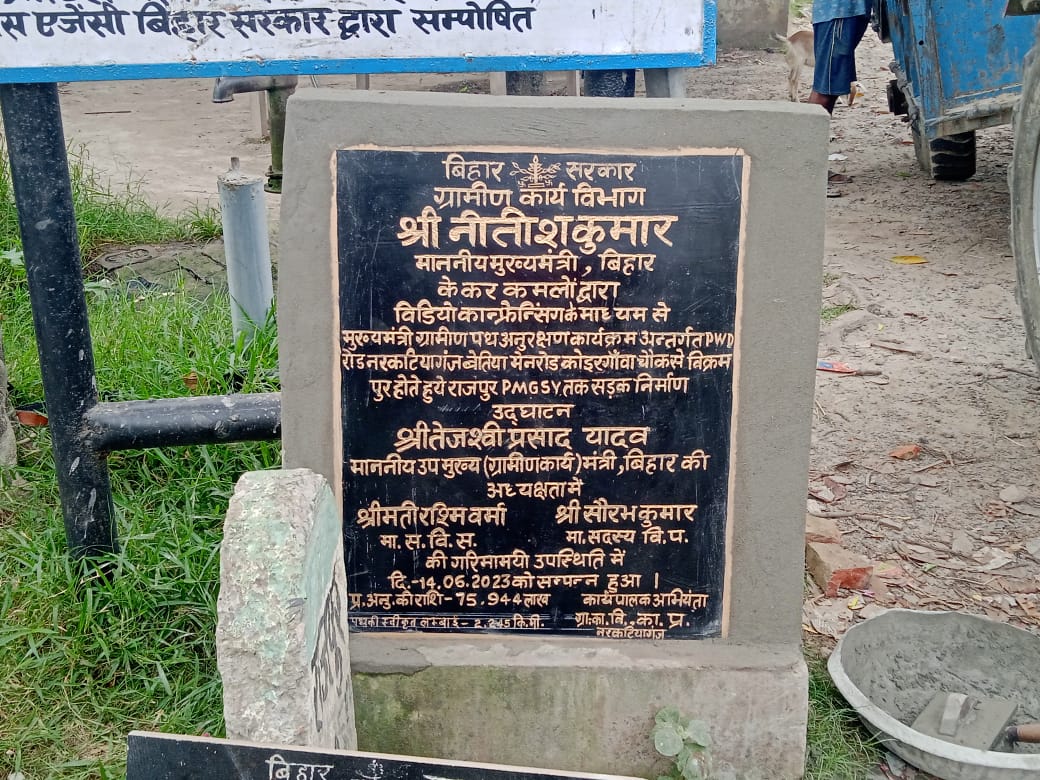 स एजेंसी बिहार सरकार द्वारा सम्पोषित
बिहार सरकार
ग्रामीण कार्य विभाग
श्री नीतीश कुमार
माननीय मुख्यमंत्री, बिहार
के कर कमलों द्वारा
विडियो कान्फ्रेन्सिंग के माध्यम से
मुख्यमंत्री ग्रामीण पथ अनुरक्षण कार्यक्रम अन्तर्गत PWD
रोड नरकटियागंज बेतिया मैन रोड कोइरगाँवा चौक से विक्रम
पुर होते हुये राजपुर PMGSY तक सड़क निर्माण
उद्घाटन
श्री तेजश्वी प्रसाद यादव
माननीय उप मुख्य (ग्रामीण कार्य) मंत्री, बिहार की
अध्यक्षता में
श्रीमती रश्मि वर्मा श्री सौरभ कुमार
मा. स. वि. स. मा. सदस्य वि. प.
की गरिमामयी उपस्थिति में
दि.-14.06.2023 को सम्पन्न हुआ ।
प्र. अनु. की राशि- 75.944 लाख कार्यपालक अभियंता
पथ की स्वीकृत लम्बाई - 2.245 कि.मी. ग्रा. का. वि., का. प्र.
नरकटियागंज
बिहार